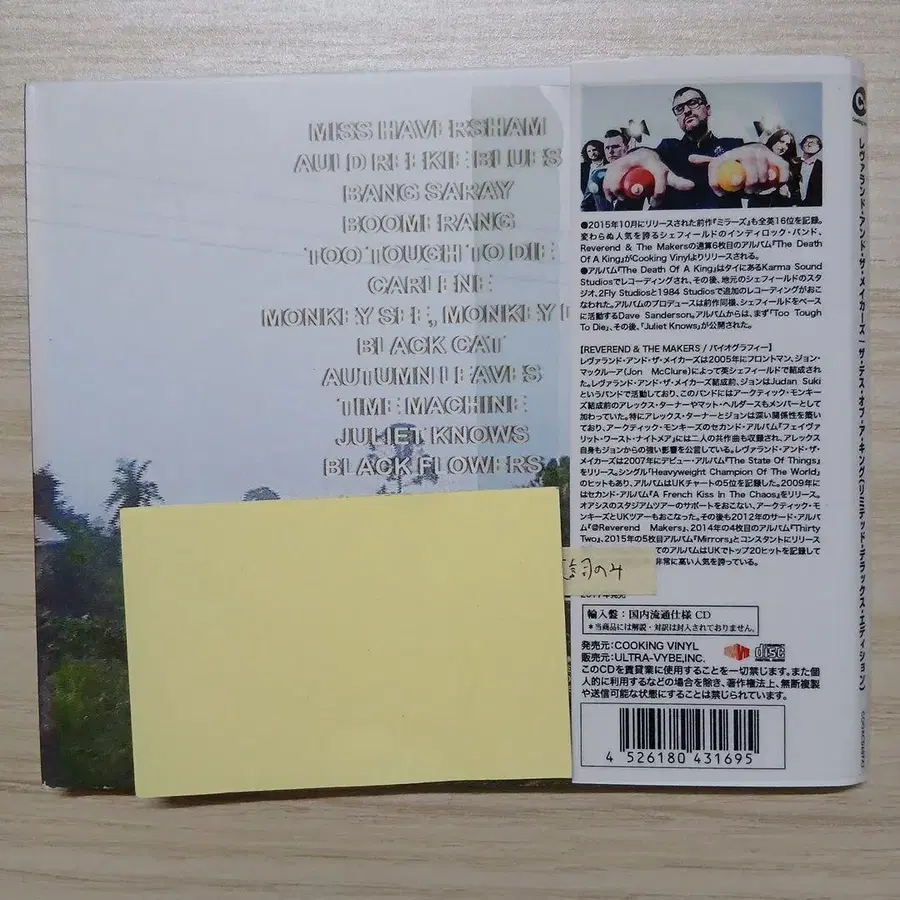 MISS HAVERSHAM
AULD REEKIE BLUES
BANG SARAY
BOOMERANG
TOO TOUGH TO DIE
CARLENE
MONKEY SEE, MONKEY
BLACK CAT
AUTUMN LEAVES
TIME MACHINE
JULIET KNOWS
BLACK FLOWERS
●2015年10月にリリースされた前作『ミラーズ』も全英16位を記録。
変わらぬ人気を誇るシェフィールドのインディロック・バンド、
Reverend & The Makersの通算6枚目のアルバム『The Death
Of A King』がCooking Vinylよりリリースされる。
●アルバム『The Death Of A King』はタイにあるKarma Sound
Studiosでレコーディングされ、その後、地元のシェフィールドのスタ
ジオ、2Fly Studiosと1984 Studiosで追加のレコーディングがおこ
なわれた。アルバムのプロデュースは前作同様、シェフィールドをベース
に活動するDave Sanderson。アルバムからは、まず「Too Tough
To Die」、その後、「Juliet Knows」が公開された。
【REVEREND & THE MAKERS / バイオグラフィー】
レヴァランド・アンド・ザ・メイカーズは2005年にフロントマン、ジョン・
マックルーア(Jon McClure)によって英シェフィールドで結成され
た。レヴァランド・アンド・ザ・メイカーズ結成前、ジョンはJudan Suki
というバンドで活動しており、このバンドにはアークティック・モンキー
ズ結成前のアレックス・ターナーやマット・ヘルダースもメンバーとして
加わっていた。特にアレックス・ターナーとジョンは深い関係性を築い
ており、アークティック・モンキーズのセカンド・アルバム『フェイヴァ
リット・ワースト・ナイトメア』には二人の共作曲も収録され、アレックス
自身もジョンからの強い影響を公言している。レヴァランド・アンド・ザ・
メイカーズは2007年にデビュー・アルバム『The State Of Things』
をリリース。シングル「Heavyweight Champion Of The World」
のヒットもあり、アルバムはUKチャートの5位を記録した。2009年に
はセカンド・アルバム『A French Kiss In The Chaos』をリリース。
オアシスのスタジアムツアーのサポートをおこない、アークティック・モ
ンキーズとUKツアーもおこなった。その後も2012年のサード・アルバ
ム『@Reverend Makers』、2014年の4枚目のアルバム『Thirty
Two』、2015年の5枚目アルバム『Mirrors』とコンスタントにリリース
てのアルバムはUKでトップ20ヒットを記録して
非常に高い人気を誇っている。
輸入盤：国内流通仕様 CD
＊当商品には解説・対訳は封入されておりません。
発売元：COOKING VINYL
販売元：ULTRA-VYBE,INC.
このCDを賃貸業に使用することを一切禁じます。また個
人的に利用するなどの場合を除き、著作権法上、無断複製
や送信可能な状態にすることは禁じられています。
4 526180 431695
レヴァランド・アンド・ザ・メイカーズ / ザ・デス・オブ・ア・キング(リミテッド・デラックス・エディション)